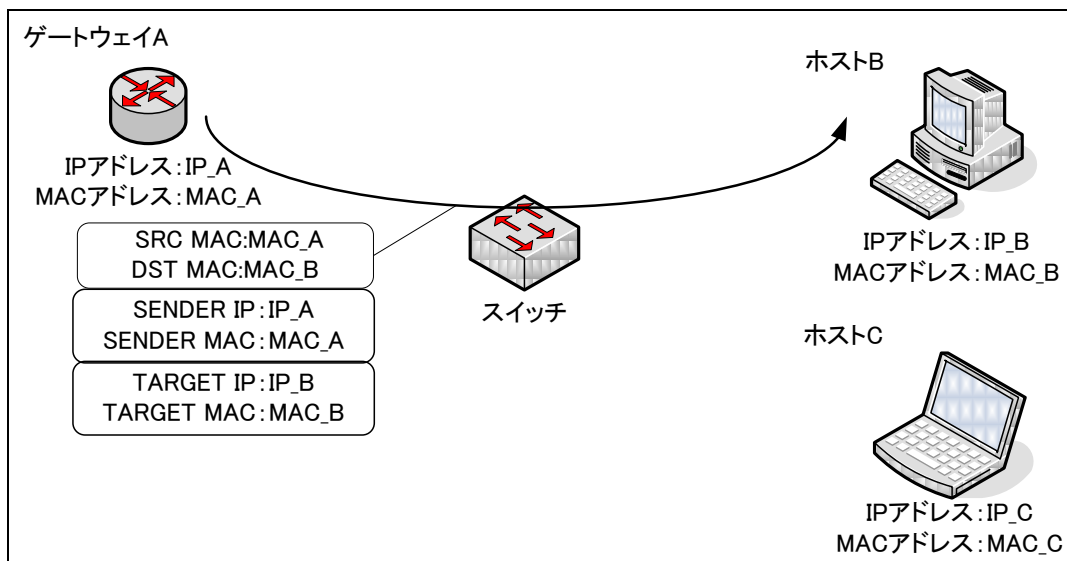 ゲートウェイA
IPアドレス:IP_A
MACアドレス:MAC_A
SRC MAC:MAC_A
DST MAC:MAC_B
SENDER IP:IP_A
SENDER MAC:MAC_A
TARGET IP:IP_B
TARGET MAC:MAC_B
スイッチ
ホストB
IPアドレス:IP_B
MACアドレス:MAC_B
ホストC
IPアドレス:IP_C
MACアドレス:MAC_C